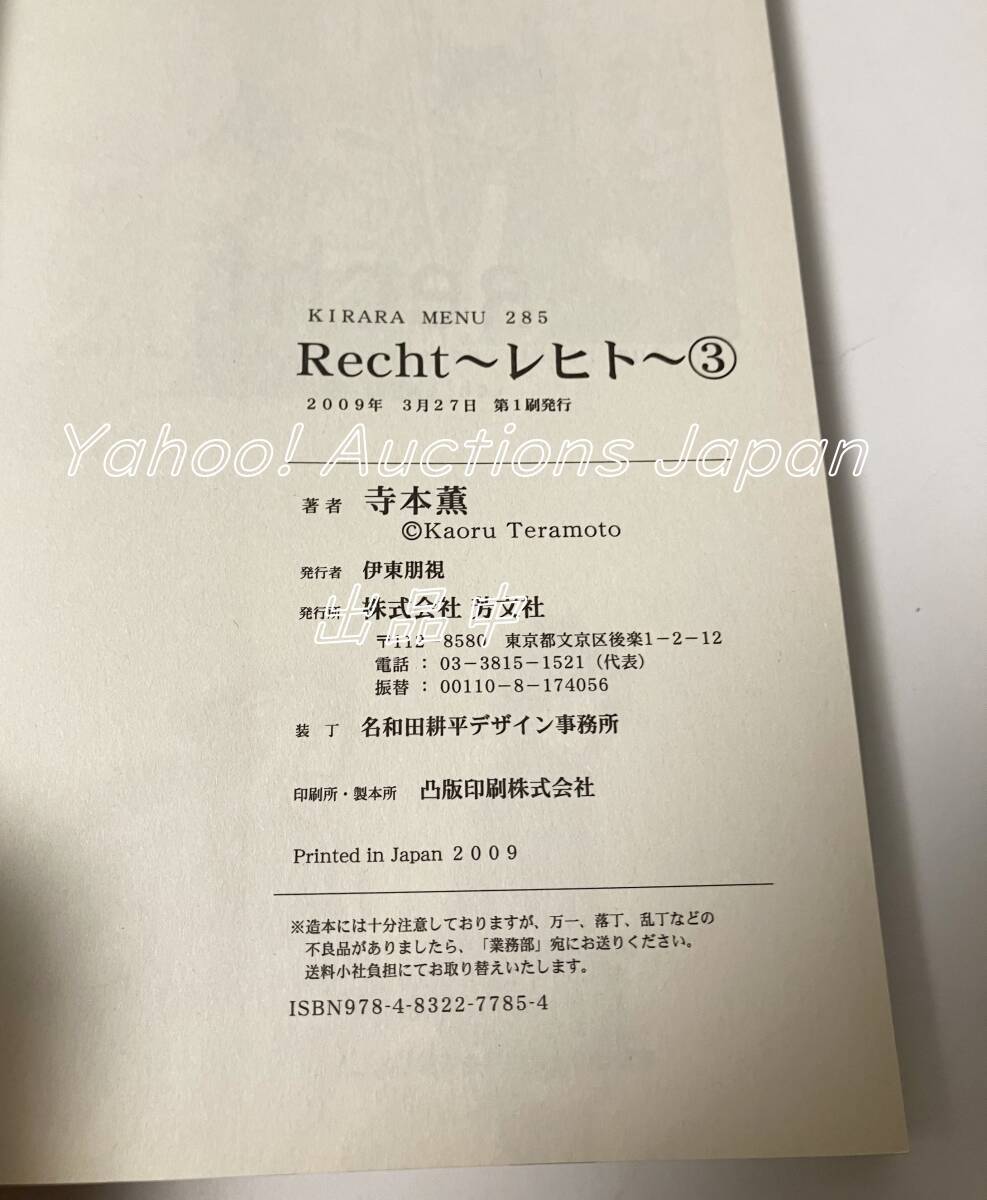 KIRARA MENU 285
Recht～レヒト～③
2009年 3月27日 第1刷発行
Yahoo! Auctions Japan
著者 寺本薫
©Kaoru Teramoto
発行者 伊東朋視
発行所 株式会社 芳文社
出品中
〒112-8580 東京都文京区後楽1-2-12
電話：03-3815-1521（代表）
振替：00110-8-174056
装丁 名和田耕平デザイン事務所
印刷所・製本所 凸版印刷株式会社
Printed in Japan 2009
※造本には十分注意しておりますが、万一、落丁、乱丁などの
不良品がありましたら、「業務部」宛にお送りください。
送料小社負担にてお取り替えいたします。
ISBN978-4-8322-7785-4